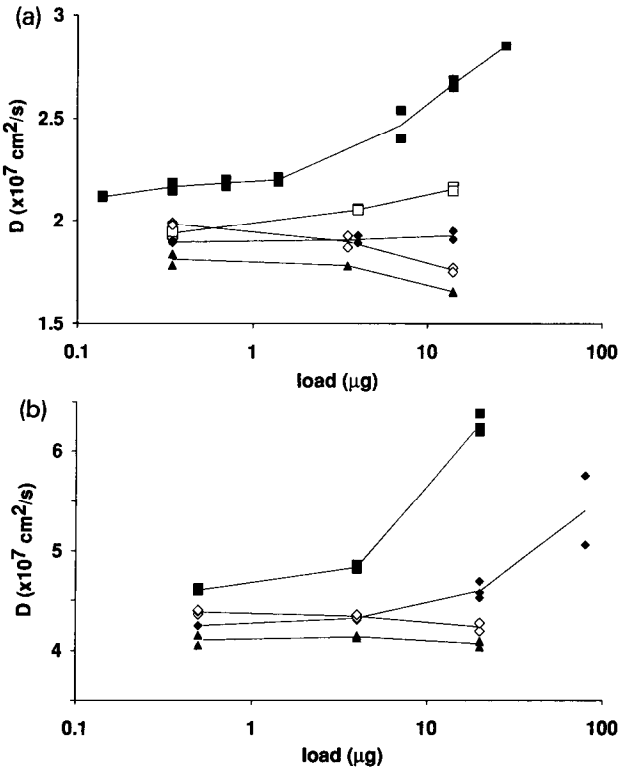 (a)
3
2.5
2
1.5
D (x10⁷ cm²/s)
0.1 1 10 100
load (μg)
(b)
6
5
4
D (x10⁷ cm²/s)
0.1 1 10 100
load (μg)